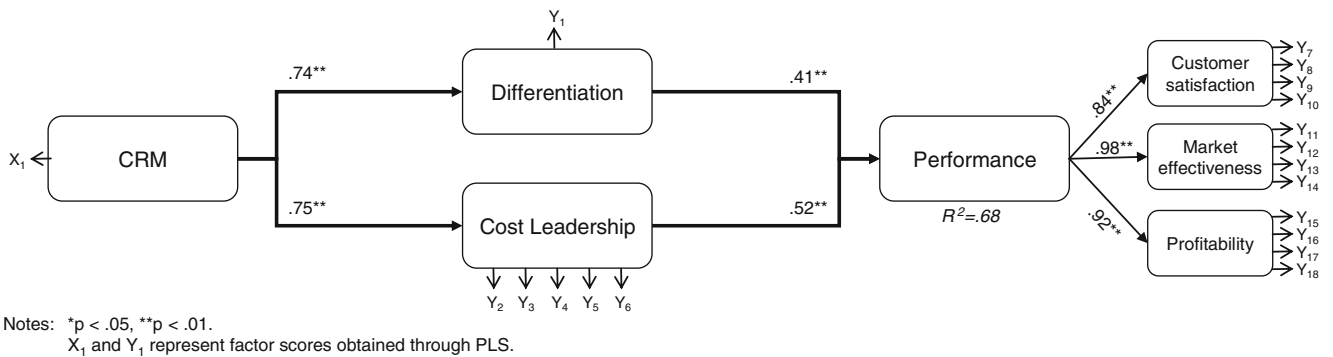 Y₁
.74**
Differentiation
.41**
X₁
CRM
.75**
Cost Leadership
.52**
Y₂ Y₃ Y₄ Y₅ Y₆
Performance
R²=.68
.84**
.98**
.92**
Customer
satisfaction
Y₇
Y₈
Y₉
Y₁₀
Market
effectiveness
Y₁₁
Y₁₂
Y₁₃
Y₁₄
Profitability
Y₁₅
Y₁₆
Y₁₇
Y₁₈
Notes: *p < .05, **p < .01.
X₁ and Y₁ represent factor scores obtained through PLS.